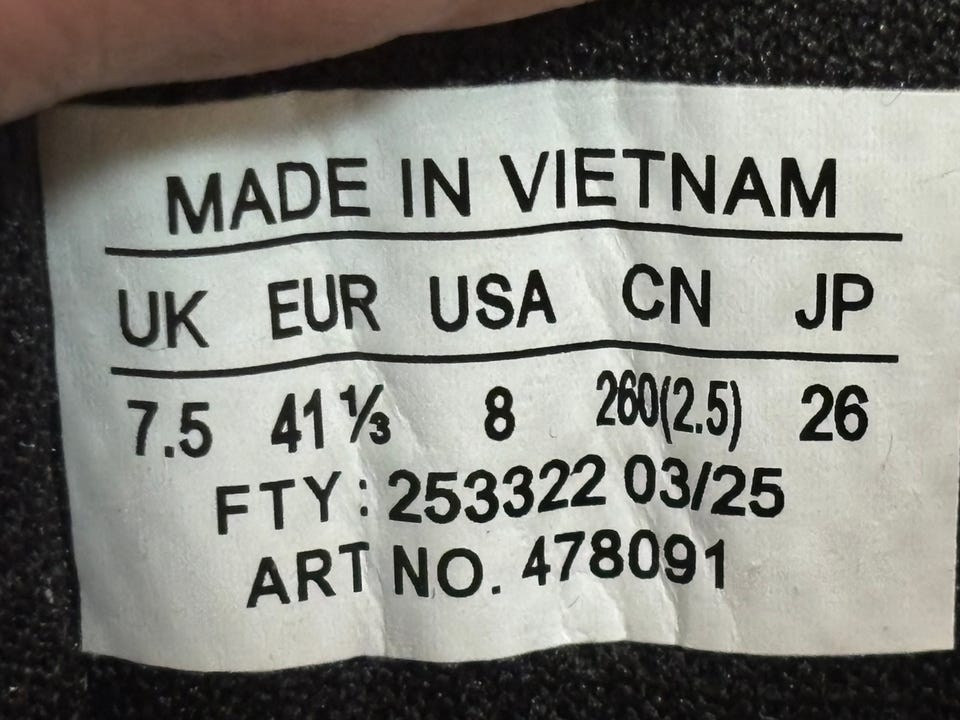 MADE IN VIETNAM
UK EUR USA CN JP
7.5 41⅓ 8 260(2.5) 26
FTY: 253322 03/25
ART NO. 478091